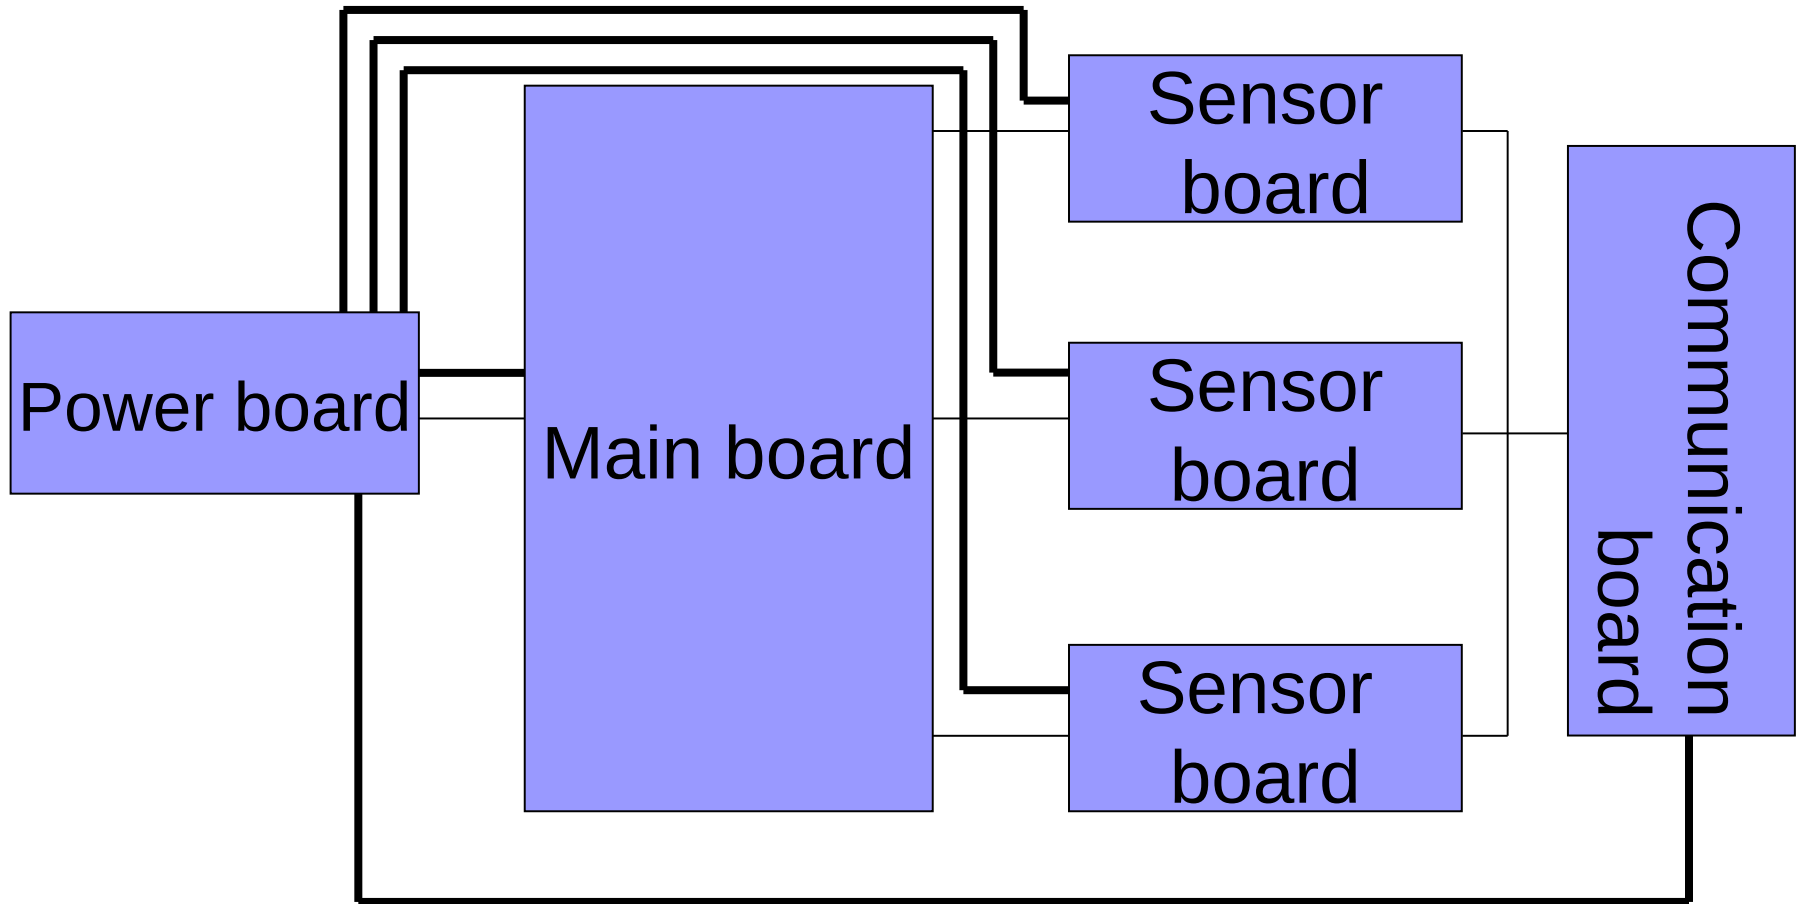 Power board
Main board
Sensor
board
Sensor
board
Sensor
board
Communication
board